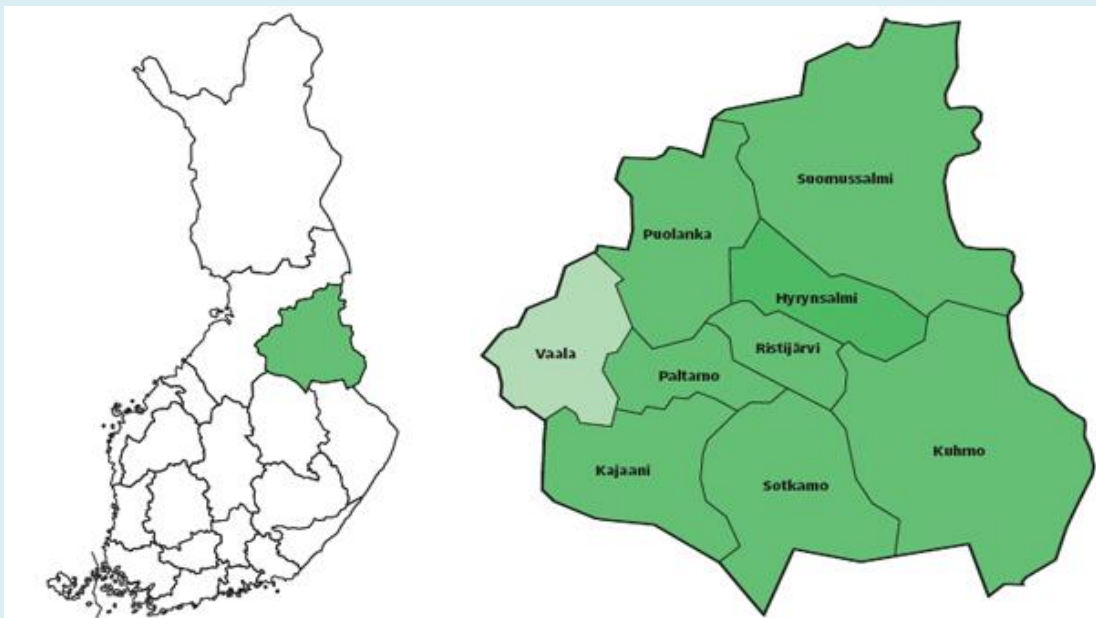 Suomussalmi
Puolanka
Hyrynsalmi
Vaala
Ristijärvi
Paltamo
Kuhmo
Kajaani
Sotkamo